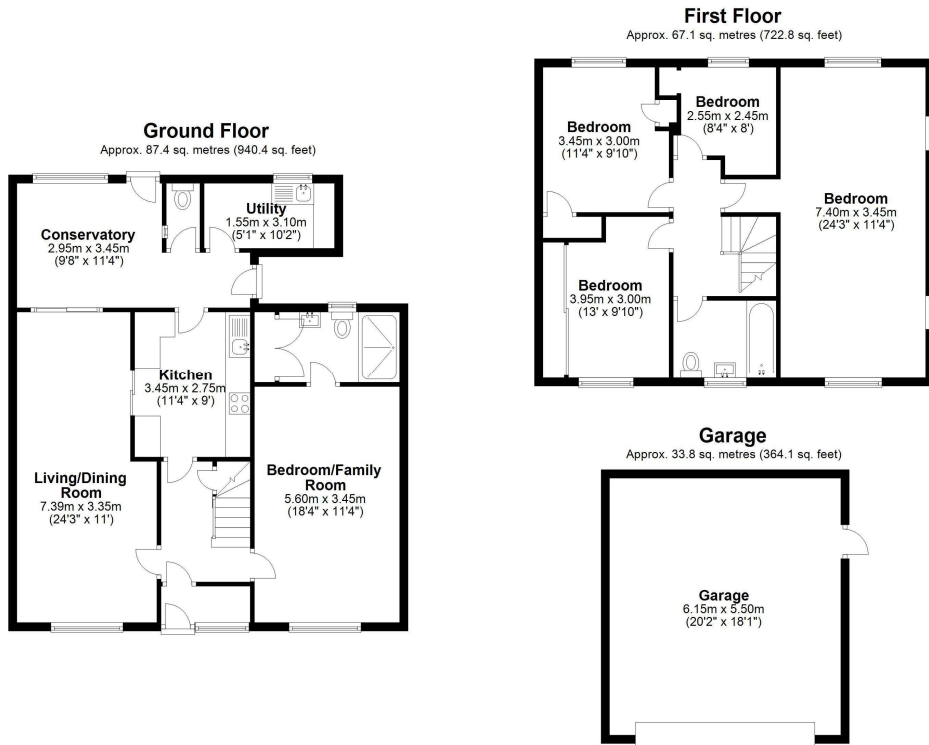 First Floor
Approx. 67.1 sq. metres (722.8 sq. feet)
Bedroom
2.55m x 2.45m
(8'4" x 8')
Bedroom
3.45m x 3.00m
(11'4" x 9'10")
Bedroom
7.40m x 3.45m
(24'3" x 11'4")
Bedroom
3.95m x 3.00m
(13' x 9'10")
Ground Floor
Approx. 87.4 sq. metres (940.4 sq. feet)
Utility
1.55m x 3.10m
(5'1" x 10'2")
Conservatory
2.95m x 3.45m
(9'8" x 11'4")
Kitchen
3.45m x 2.75m
(11'4" x 9')
Living/Dining
Room
7.39m x 3.35m
(24'3" x 11')
Bedroom/Family
Room
5.60m x 3.45m
(18'4" x 11'4")
Garage
Approx. 33.8 sq. metres (364.1 sq. feet)
Garage
6.15m x 5.50m
(20'2" x 18'1")